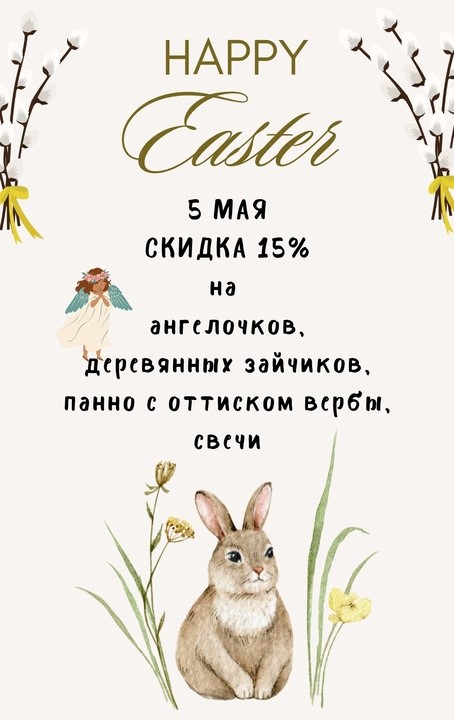 HAPPY
Easter
5 МАЯ
СКИДКА 15%
на
ангелочков,
деревянных зайчиков,
панно с оттиском вербы,
свечи